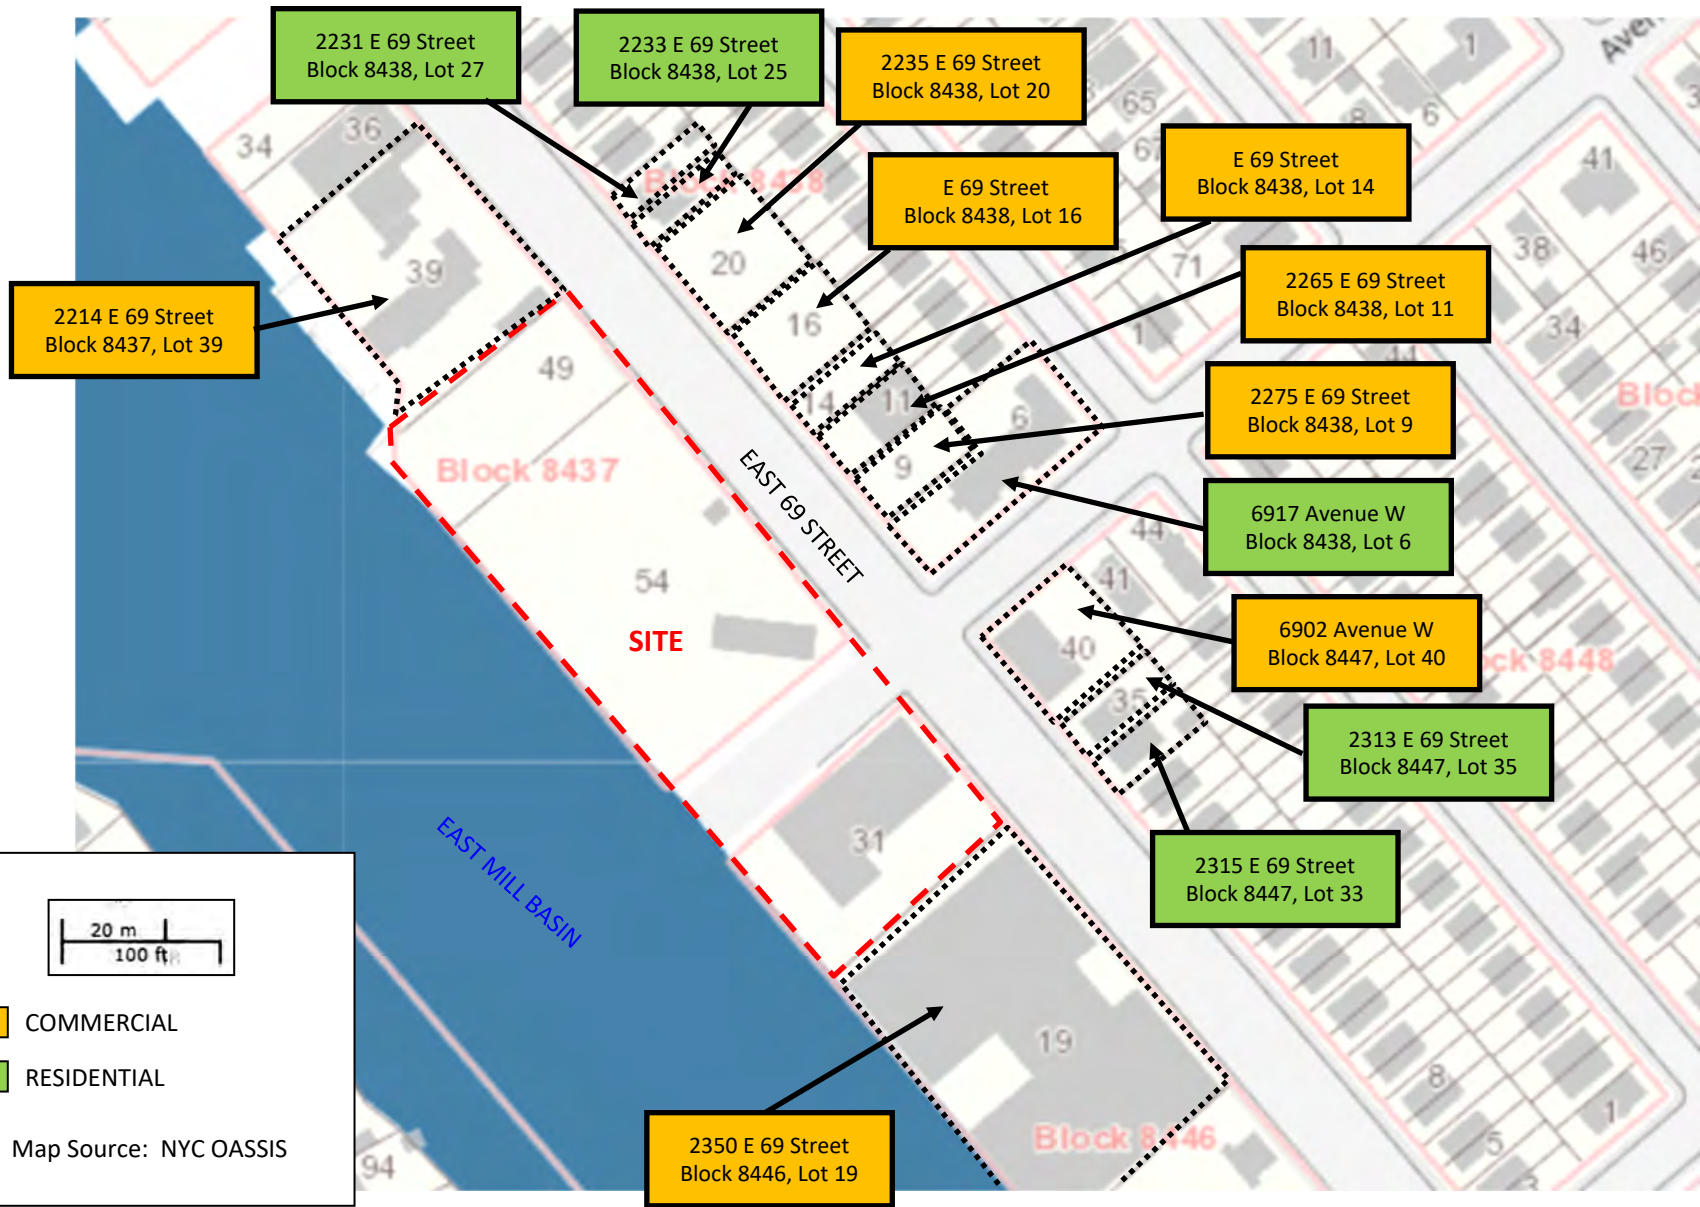 2231 E 69 Street
Block 8438, Lot 27
2233 E 69 Street
Block 8438, Lot 25
2235 E 69 Street
Block 8438, Lot 20
E 69 Street
Block 8438, Lot 16
E 69 Street
Block 8438, Lot 14
2265 E 69 Street
Block 8438, Lot 11
2275 E 69 Street
Block 8438, Lot 9
6917 Avenue W
Block 8438, Lot 6
6902 Avenue W
Block 8447, Lot 40
2313 E 69 Street
Block 8447, Lot 35
2315 E 69 Street
Block 8447, Lot 33
2214 E 69 Street
Block 8437, Lot 39
2350 E 69 Street
Block 8446, Lot 19
34
36
39
49
Block 8437
54
SITE
31
19
Block 8446
EAST 69 STREET
EAST MILL BASIN
20
16
14
11
9
6
40
41
44
35
11
1
8
6
65
71
1
41
38
46
34
44
27
8
5
1
94
20 m
100 ft
COMMERCIAL
RESIDENTIAL
Map Source: NYC OASSIS